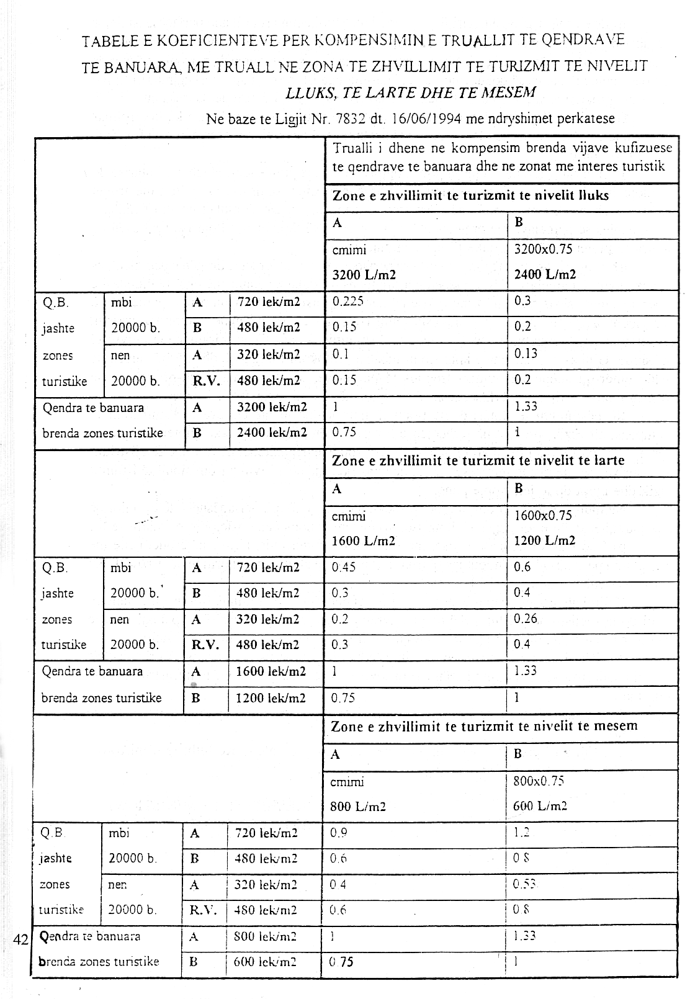 TABELE E KOEFICIENTEVE PER KOMPENSIMIN E TRUALLIT TE QENDRAVE
TE BANUARA, ME TRUALL NE ZONA TE ZHVILLIMIT TE TURIZMIT TE NIVELIT
LLUKS, TE LARTE DHE TE MESEM
Ne baze te Ligjit Nr. 7832 dt. 16/06/1994 me ndryshimet perkatese
Trualli i dhene ne kompensim brenda vijave kufizuese
te qendrave te banuara dhe ne zonat me interes turistik
Zone e zhvillimit te turizmit te nivelit lluks
A B
cmimi 3200x0.75
3200 L/m2 2400 L/m2
Q.B. mbi A 720 lek/m2 0.225 0.3
jashte 20000 b. B 480 lek/m2 0.15 0.2
zones nen A 320 lek/m2 0.1 0.13
turistike 20000 b. R.V. 480 lek/m2 0.15 0.2
Qendra te banuara A 3200 lek/m2 1 1.33
brenda zones turistike B 2400 lek/m2 0.75 1
Zone e zhvillimit te turizmit te nivelit te larte
A B
cmimi 1600x0.75
1600 L/m2 1200 L/m2
Q.B. mbi A 720 lek/m2 0.45 0.6
jashte 20000 b. B 480 lek/m2 0.3 0.4
zones nen A 320 lek/m2 0.2 0.26
turistike 20000 b. R.V. 480 lek/m2 0.3 0.4
Qendra te banuara A 1600 lek/m2 1 1.33
brenda zones turistike B 1200 lek/m2 0.75 1
Zone e zhvillimit te turizmit te nivelit te mesem
A B
cmimi 800x0.75
800 L/m2 600 L/m2
Q.B. mbi A 720 lek/m2 0.9 1.2
jashte 20000 b. B 480 lek/m2 0.6 0.8
zones nen A 320 lek/m2 0.4 0.53
turistike 20000 b. R.V. 480 lek/m2 0.6 0.8
42 Qendra te banuara A 800 lek/m2 1 1.33
brenda zones turistike B 600 lek/m2 0.75 1